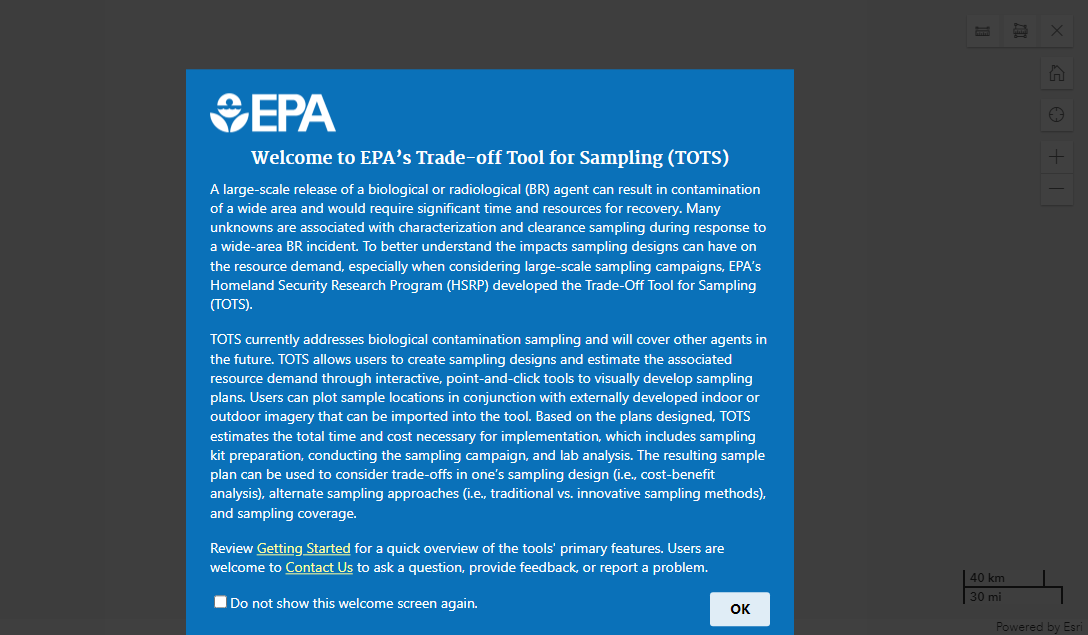 EPA
Welcome to EPA’s Trade-off Tool for Sampling (TOTS)
A large-scale release of a biological or radiological (BR) agent can result in contamination
of a wide area and would require significant time and resources for recovery. Many
unknowns are associated with characterization and clearance sampling during response to
a wide-area BR incident. To better understand the impacts sampling designs can have on
the resource demand, especially when considering large-scale sampling campaigns, EPA’s
Homeland Security Research Program (HSRP) developed the Trade-Off Tool for Sampling
(TOTS).
TOTS currently addresses biological contamination sampling and will cover other agents in
the future. TOTS allows users to create sampling designs and estimate the associated
resource demand through interactive, point-and-click tools to visually develop sampling
plans. Users can plot sample locations in conjunction with externally developed indoor or
outdoor imagery that can be imported into the tool. Based on the plans designed, TOTS
estimates the total time and cost necessary for implementation, which includes sampling
kit preparation, conducting the sampling campaign, and lab analysis. The resulting sample
plan can be used to consider trade-offs in one’s sampling design (i.e., cost-benefit
analysis), alternate sampling approaches (i.e., traditional vs. innovative sampling methods),
and sampling coverage.
Review Getting Started for a quick overview of the tools' primary features. Users are
welcome to Contact Us to ask a question, provide feedback, or report a problem.
Do not show this welcome screen again.
OK
40 km
30 mi
Powered by Esri